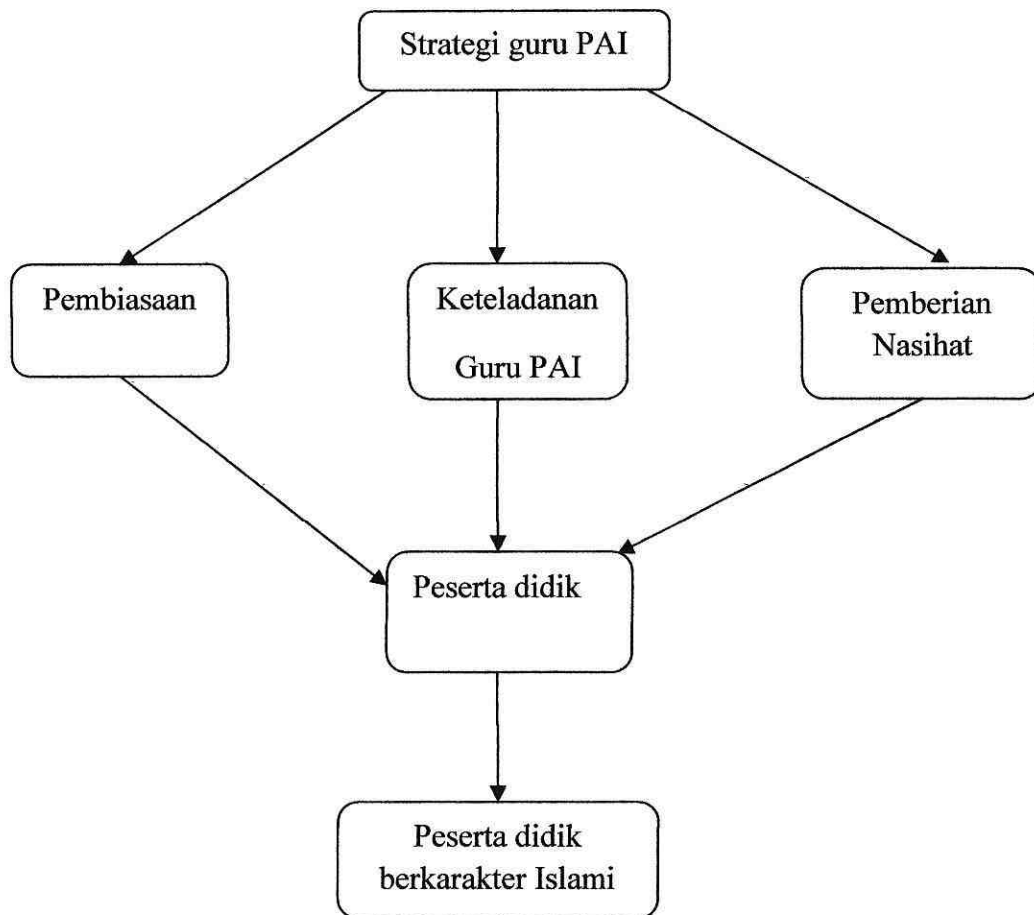 Strategi guru PAI
Pembiasaan
Keteladanan
Guru PAI
Pemberian
Nasihat
Peserta didik
Peserta didik
berkarakter Islami